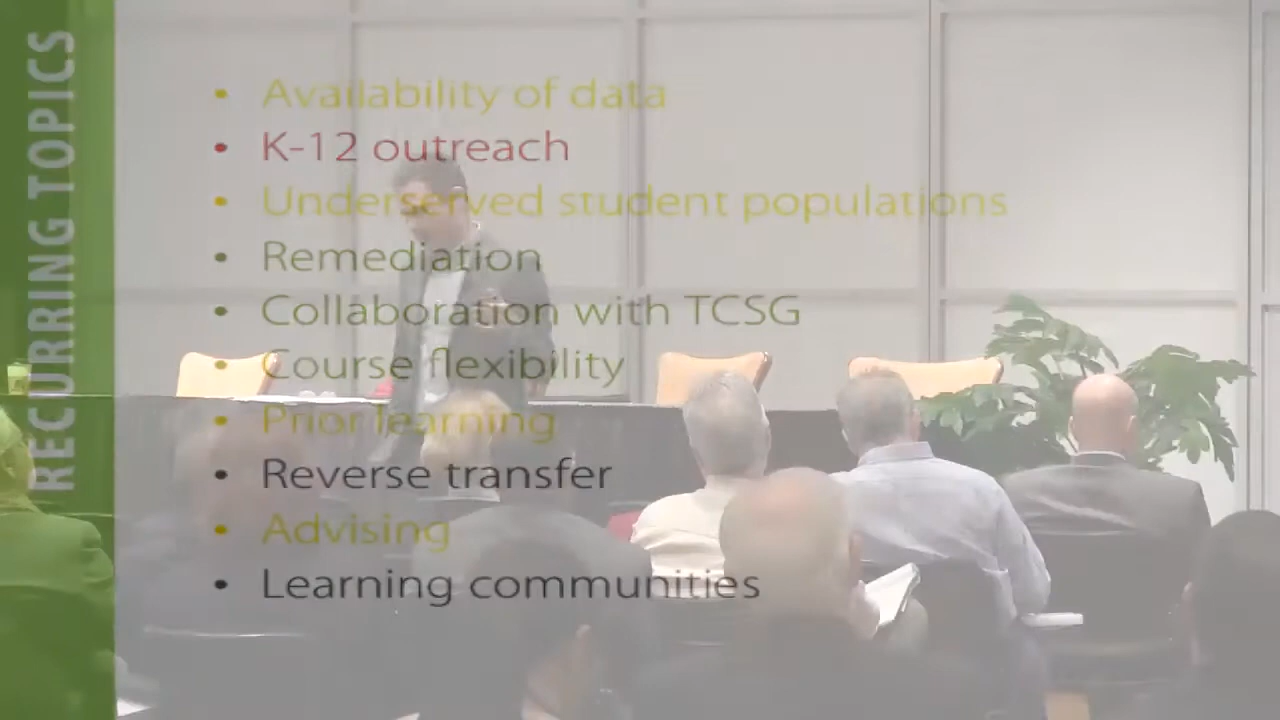 RECURRING TOPICS
• Availability of data
• K-12 outreach
• Underserved student populations
• Remediation
• Collaboration with TCSG
• Course flexibility
• Prior learning
• Reverse transfer
• Advising
• Learning communities